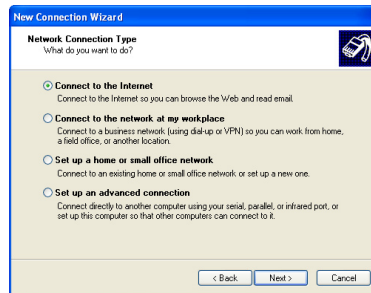 New Connection Wizard
Network Connection Type
What do you want to do?
Connect to the Internet
Connect to the Internet so you can browse the Web and read email.
Connect to the network at my workplace
Connect to a business network (using dial-up or VPN) so you can work from home,
a field office, or another location.
Set up a home or small office network
Connect to an existing home or small office network or set up a new one.
Set up an advanced connection
Connect directly to another computer using your serial, parallel, or infrared port, or
set up this computer so that other computers can connect to it.
< Back
Next >
Cancel